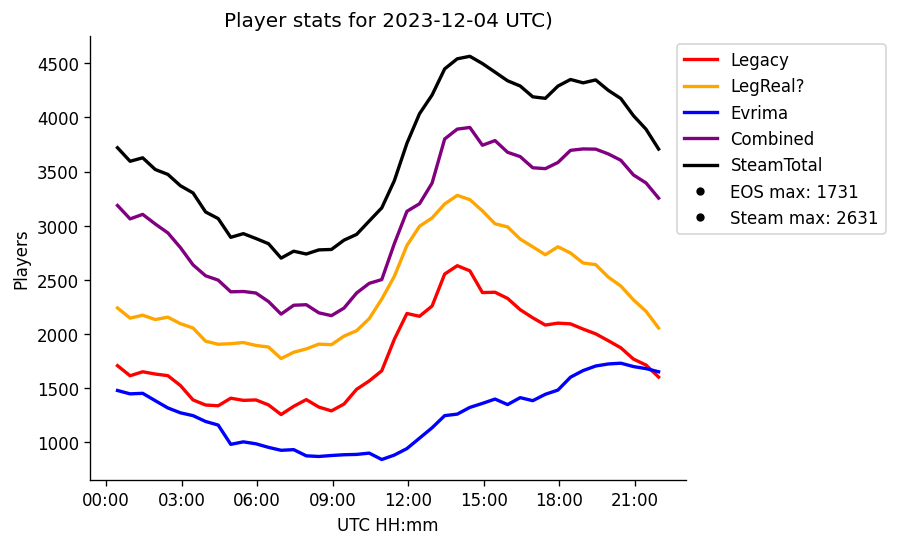 Player stats for 2023-12-04 UTC)
Players
4500
4000
3500
3000
2500
2000
1500
1000
00:00 03:00 06:00 09:00 12:00 15:00 18:00 21:00
UTC HH:mm
Legacy
LegReal?
Evrima
Combined
SteamTotal
EOS max: 1731
Steam max: 2631